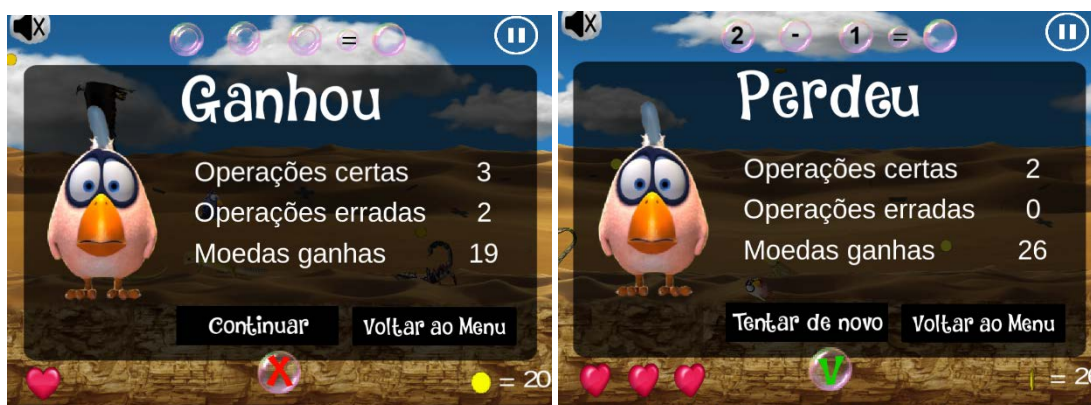 =
Ganhou
Operações certas 3
Operações erradas 2
Moedas ganhas 19
Continuar
Voltar ao Menu
X
= 20
2 - 1 =
Perdeu
Operações certas 2
Operações erradas 0
Moedas ganhas 26
Tentar de novo
Voltar ao Menu
V